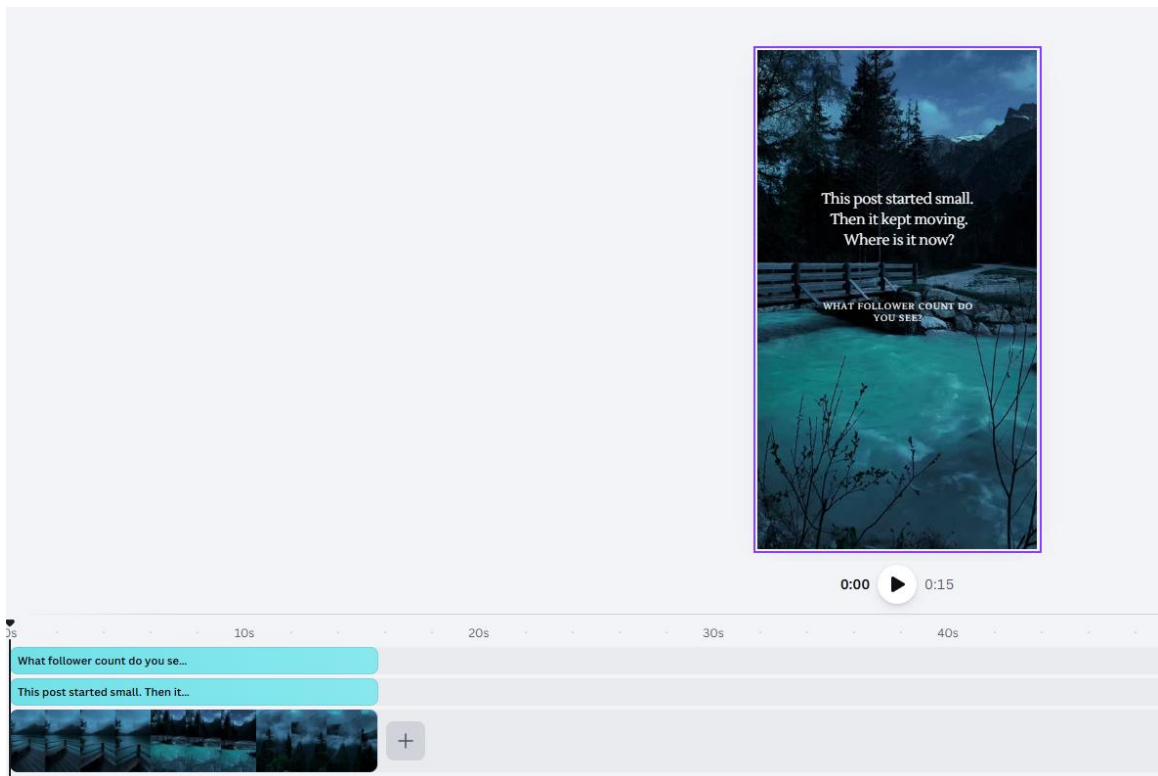 This post started small.
Then it kept moving.
Where is it now?
WHAT FOLLOWER COUNT DO
YOU SEE?
0:00
0:15
0s
10s
20s
30s
40s
What follower count do you se...
This post started small. Then it...